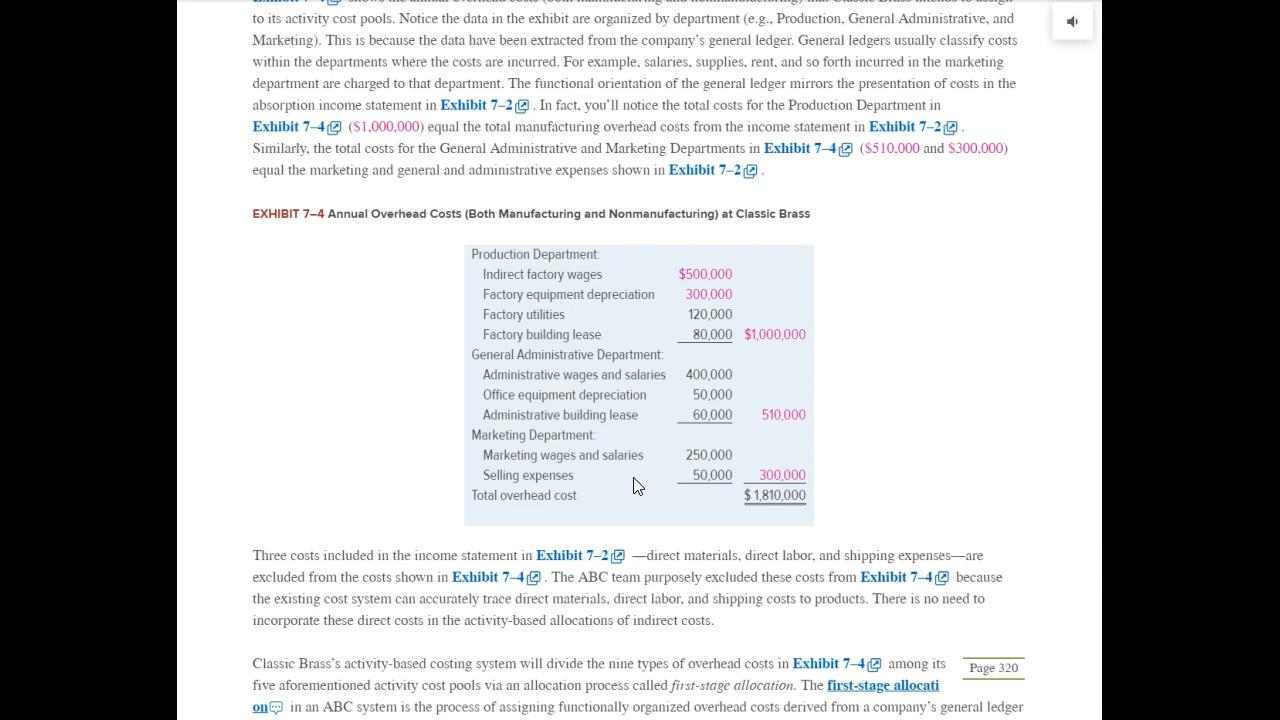 to its activity cost pools. Notice the data in the exhibit are organized by department (e.g., Production, General Administrative, and
Marketing). This is because the data have been extracted from the company's general ledger. General ledgers usually classify costs
within the departments where the costs are incurred. For example, salaries, supplies, rent, and so forth incurred in the marketing
department are charged to that department. The functional orientation of the general ledger mirrors the presentation of costs in the
absorption income statement in Exhibit 7–2 . In fact, you'll notice the total costs for the Production Department in
Exhibit 7–4 ($1,000,000) equal the total manufacturing overhead costs from the income statement in Exhibit 7–2 .
Similarly, the total costs for the General Administrative and Marketing Departments in Exhibit 7–4 ($510,000 and $300,000)
equal the marketing and general and administrative expenses shown in Exhibit 7–2 .
EXHIBIT 7–4 Annual Overhead Costs (Both Manufacturing and Nonmanufacturing) at Classic Brass
Production Department:
Indirect factory wages $500,000
Factory equipment depreciation 300,000
Factory utilities 120,000
Factory building lease 80,000 $1,000,000
General Administrative Department:
Administrative wages and salaries 400,000
Office equipment depreciation 50,000
Administrative building lease 60,000 510,000
Marketing Department:
Marketing wages and salaries 250,000
Selling expenses 50,000 300,000
Total overhead cost $ 1,810,000
Three costs included in the income statement in Exhibit 7–2 —direct materials, direct labor, and shipping expenses—are
excluded from the costs shown in Exhibit 7–4 . The ABC team purposely excluded these costs from Exhibit 7–4 because
the existing cost system can accurately trace direct materials, direct labor, and shipping costs to products. There is no need to
incorporate these direct costs in the activity-based allocations of indirect costs.
Classic Brass's activity-based costing system will divide the nine types of overhead costs in Exhibit 7–4 among its
Page 320
five aforementioned activity cost pools via an allocation process called first-stage allocation. The first-stage allocati
on in an ABC system is the process of assigning functionally organized overhead costs derived from a company's general ledger